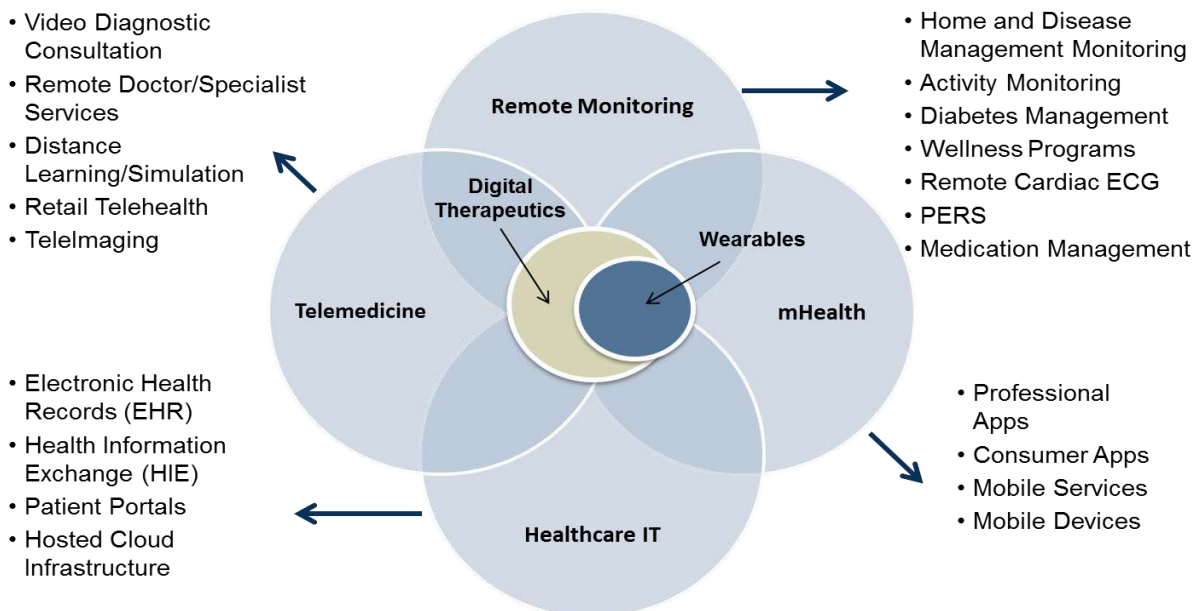 • Video Diagnostic
Consultation
• Remote Doctor/Specialist
Services
• Distance
Learning/Simulation
• Retail Telehealth
• TeleImaging
Remote Monitoring
• Home and Disease
Management Monitoring
• Activity Monitoring
• Diabetes Management
• Wellness Programs
• Remote Cardiac ECG
• PERS
• Medication Management
Digital
Therapeutics
Wearables
Telemedicine
mHealth
• Electronic Health
Records (EHR)
• Health Information
Exchange (HIE)
• Patient Portals
• Hosted Cloud
Infrastructure
Healthcare IT
• Professional
Apps
• Consumer Apps
• Mobile Services
• Mobile Devices